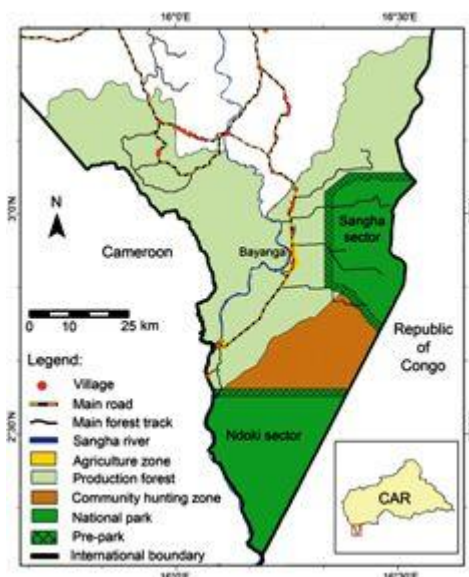 16°0'E
16°30'E
3°0'N
N
Cameroon
Bayanga
Sangha
sector
0 5 10
25 km
Republic
of
Congo
Legend:
Village
Main road
Main forest track
Sangha river
Agriculture zone
Production forest
Community hunting zone
National park
Pre-park
International boundary
2°30'N
Ndoki sector
CAR
16°0'E
16°30'E